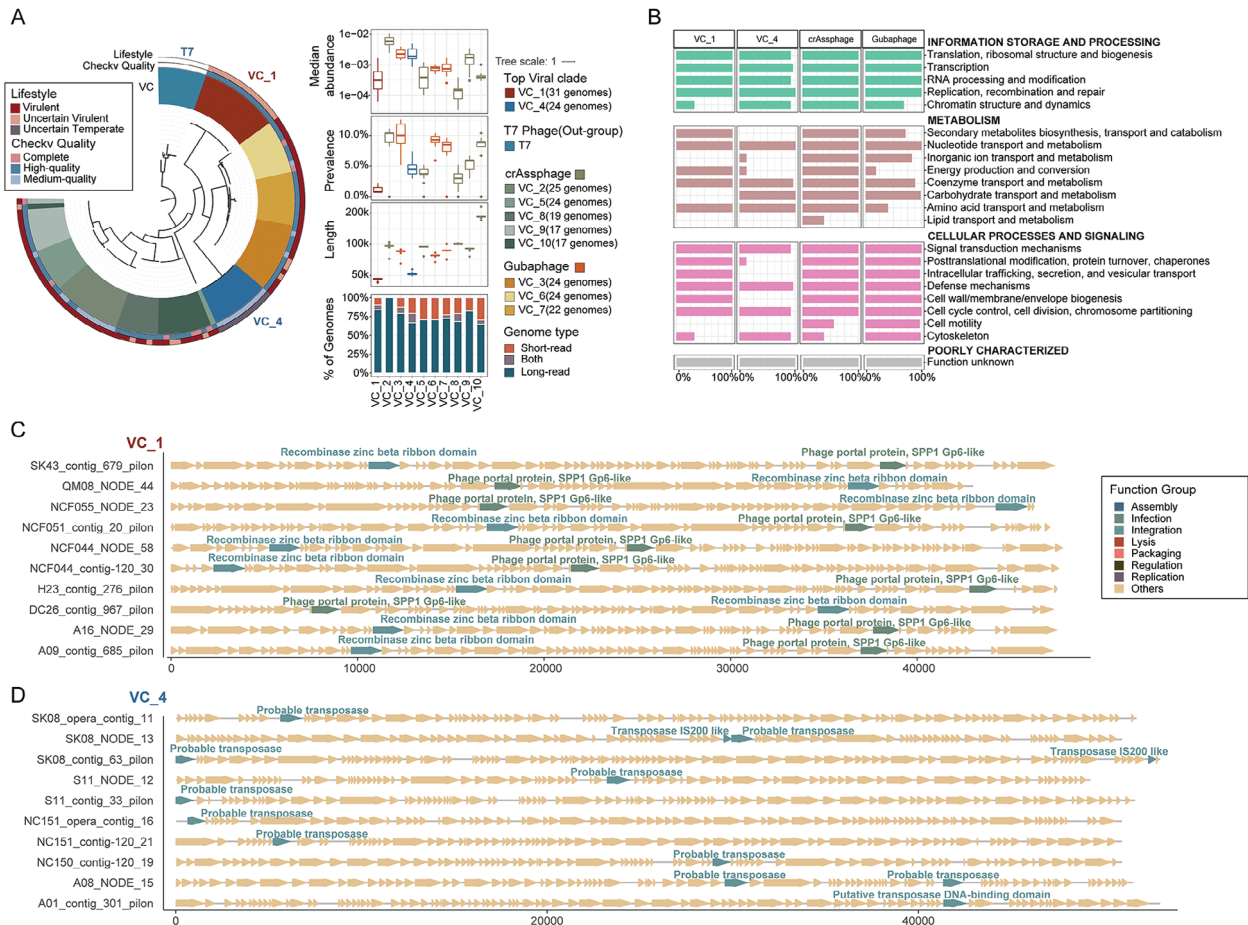 A
Lifestyle
Checkv Quality
VC
T7
VC_1
VC_4
Lifestyle
Virulent
Uncertain Virulent
Uncertain Temperate
Checkv Quality
Complete
High-quality
Medium-quality
Median
abundance
1e-02
1e-03
1e-04
Prevalence
10.0%
5.0%
0.0%
Length
200k
100k
50k
% of Genomes
100%
75%
50%
25%
0%
VC_1
VC_2
VC_3
VC_4
VC_5
VC_6
VC_7
VC_8
VC_9
VC_10
Tree scale: 1
Top Viral clade
VC_1(31 genomes)
VC_4(24 genomes)
T7 Phage(Out-group)
T7
crAssphage
VC_2(25 genomes)
VC_5(24 genomes)
VC_8(19 genomes)
VC_9(17 genomes)
VC_10(17 genomes)
Gubaphage
VC_3(24 genomes)
VC_6(24 genomes)
VC_7(22 genomes)
Genome type
Short-read
Both
Long-read
B
VC_1 VC_4 crAssphage Gubaphage
INFORMATION STORAGE AND PROCESSING
Translation, ribosomal structure and biogenesis
Transcription
RNA processing and modification
Replication, recombination and repair
Chromatin structure and dynamics
METABOLISM
Secondary metabolites biosynthesis, transport and catabolism
Nucleotide transport and metabolism
Inorganic ion transport and metabolism
Energy production and conversion
Coenzyme transport and metabolism
Carbohydrate transport and metabolism
Amino acid transport and metabolism
Lipid transport and metabolism
CELLULAR PROCESSES AND SIGNALING
Signal transduction mechanisms
Posttranslational modification, protein turnover, chaperones
Intracellular trafficking, secretion, and vesicular transport
Defense mechanisms
Cell wall/membrane/envelope biogenesis
Cell cycle control, cell division, chromosome partitioning
Cell motility
Cytoskeleton
POORLY CHARACTERIZED
Function unknown
0% 100% 0% 100% 0% 100% 0% 100%
C
VC_1
Recombinase zinc beta ribbon domain Phage portal protein, SPP1 Gp6-like
SK43_contig_679_pilon
Phage portal protein, SPP1 Gp6-like Recombinase zinc beta ribbon domain
QM08_NODE_44
Phage portal protein, SPP1 Gp6-like Recombinase zinc beta ribbon domain
NCF055_NODE_23
Recombinase zinc beta ribbon domain Phage portal protein, SPP1 Gp6-like
NCF051_contig_20_pilon
Recombinase zinc beta ribbon domain Phage portal protein, SPP1 Gp6-like
NCF044_NODE_58
Recombinase zinc beta ribbon domain Phage portal protein, SPP1 Gp6-like
NCF044_contig-120_30
Recombinase zinc beta ribbon domain Phage portal protein, SPP1 Gp6-like
H23_contig_276_pilon
Phage portal protein, SPP1 Gp6-like Recombinase zinc beta ribbon domain
DC26_contig_967_pilon
Recombinase zinc beta ribbon domain Phage portal protein, SPP1 Gp6-like
A16_NODE_29
Recombinase zinc beta ribbon domain Phage portal protein, SPP1 Gp6-like
A09_contig_685_pilon
0 10000 20000 30000 40000
Function Group
Assembly
Infection
Integration
Lysis
Packaging
Regulation
Replication
Others
D
VC_4
Probable transposase
SK08_opera_contig_11
Transposase IS200 like Probable transposase
SK08_NODE_13
Probable transposase Transposase IS200 like
SK08_contig_63_pilon
Probable transposase
S11_NODE_12
Probable transposase
S11_contig_33_pilon
Probable transposase
NC151_opera_contig_16
Probable transposase
NC151_contig-120_21
Probable transposase
NC150_contig-120_19
Probable transposase Probable transposase
A08_NODE_15
Putative transposase DNA-binding domain
A01_contig_301_pilon
0 20000 40000